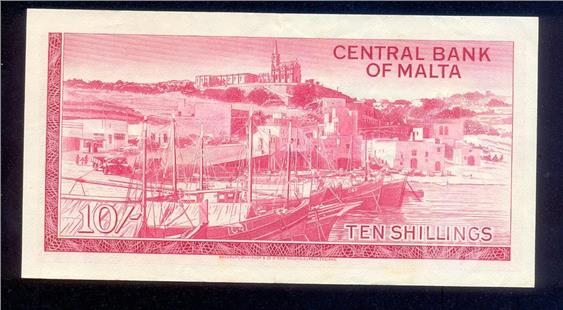 CENTRAL BANK
OF MALTA
10/-
TEN SHILLINGS